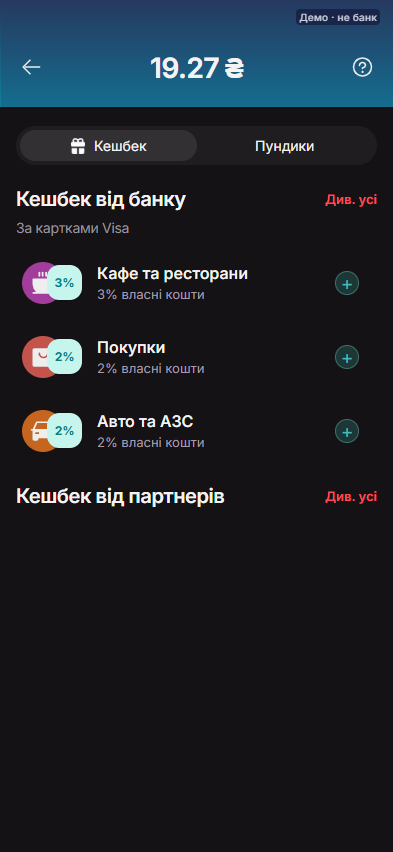 Демо · не банк
19.27 ₴
Кешбек
Пундики
Кешбек від банку
Див. усі
За картками Visa
3%
Кафе та ресторани
3% власні кошти
2%
Покупки
2% власні кошти
2%
Авто та АЗС
2% власні кошти
Кешбек від партнерів
Див. усі